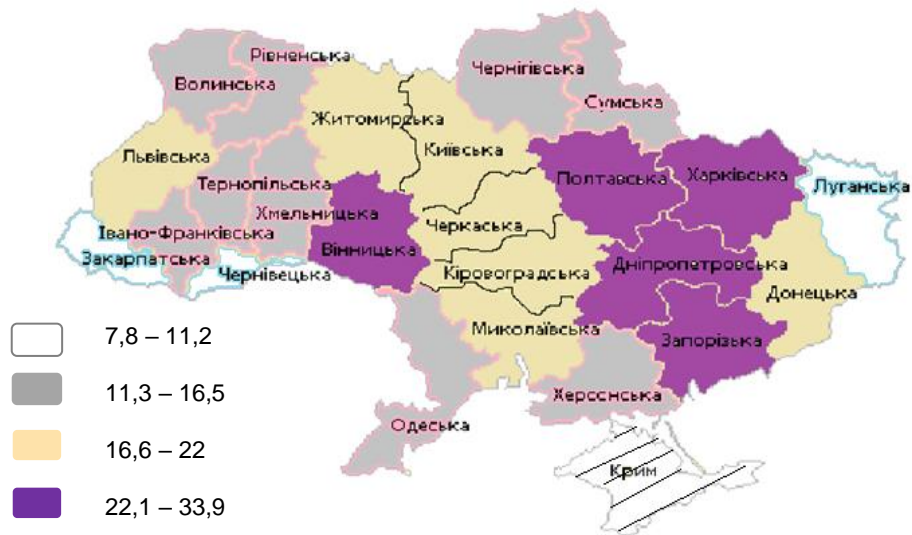 Рівненська
Волинська
Чернігівська
Сумська
Житомирська
Київська
Львівська
Полтавська
Харківська
Луганська
Тернопільська
Хмельницька
Черкаська
Івано-Франківська
Вінницька
Закарпатська
Чернівецька
Кіровоградська
Дніпропетровська
Донецька
Миколаївська
Запорізька
Херсонська
Одеська
Крим
7,8 – 11,2
11,3 – 16,5
16,6 – 22
22,1 – 33,9